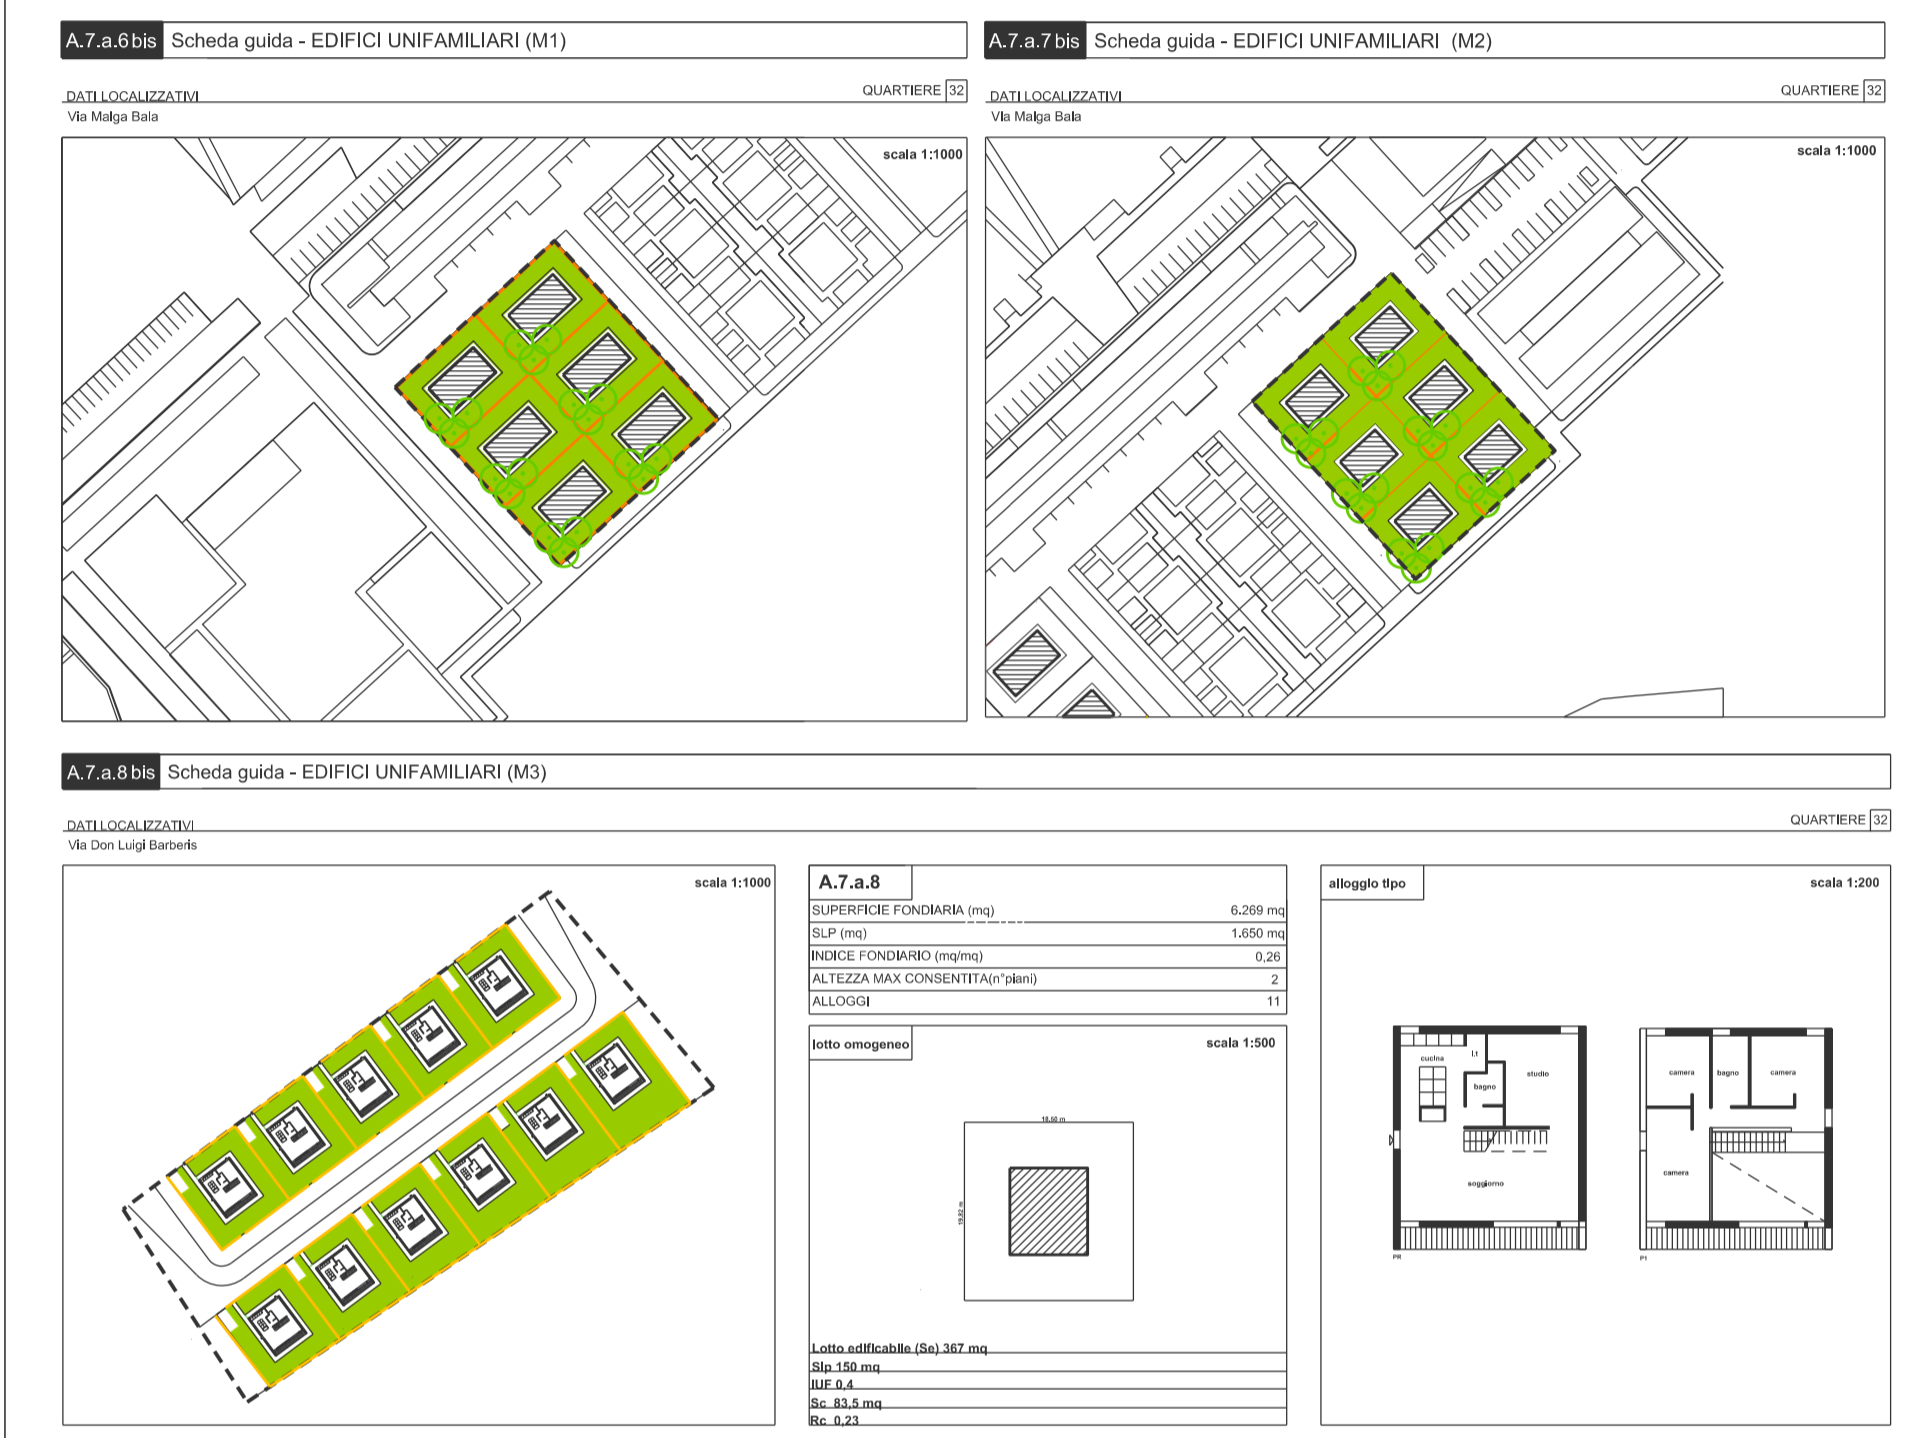 A.7.a.6 bis Scheda guida - EDIFICI UNIFAMILIARI (M1)
DATI LOCALIZZATIVI QUARTIERE 32
Via Malga Bala
scala 1:1000
A.7.a.7 bis Scheda guida - EDIFICI UNIFAMILIARI (M2)
DATI LOCALIZZATIVI QUARTIERE 32
Via Malga Bala
scala 1:1000
A.7.a.8 bis Scheda guida - EDIFICI UNIFAMILIARI (M3)
DATI LOCALIZZATIVI QUARTIERE 32
Via Don Luigi Barberis
scala 1:1000
A.7.a.8
SUPERFICIE FONDIARIA (mq) 6.269 mq
SLP (mq) 1.650 mq
INDICE FONDIARIO (mq/mq) 0,26
ALTEZZA MAX CONSENTITA(n°piani) 2
ALLOGGI 11
lotto omogeneo scala 1:500
18,50 m
19,82 m
Lotto edificabile (Se) 367 mq
Slp 150 mq
IUF 0,4
Sc 83,5 mq
Rc 0,23
alloggio tipo scala 1:200
cucina
l.t
bagno
studio
soggiorno
PR
camera
bagno
camera
camera
P1